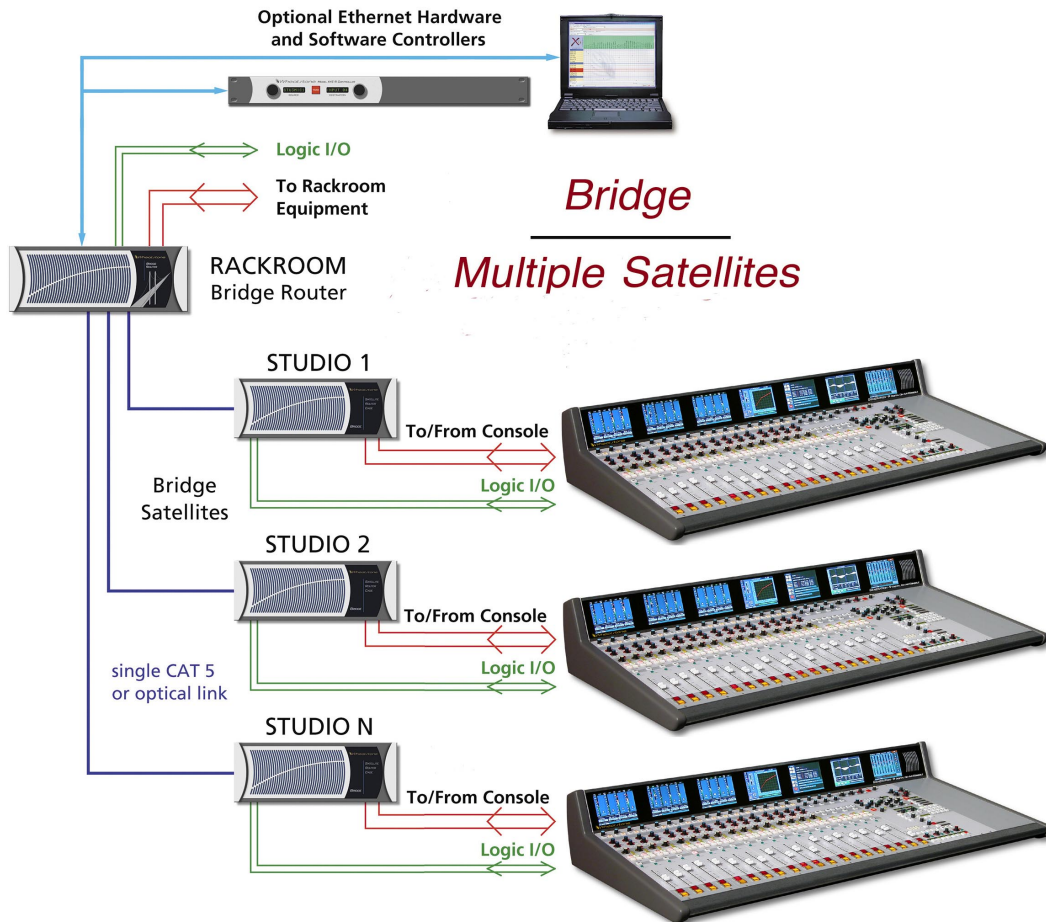 Optional Ethernet Hardware
and Software Controllers
Logic I/O
To Rackroom
Equipment
Bridge
Multiple Satellites
RACKROOM
Bridge Router
STUDIO 1
To/From Console
Logic I/O
Bridge
Satellites
STUDIO 2
To/From Console
Logic I/O
single CAT 5
or optical link
STUDIO N
To/From Console
Logic I/O